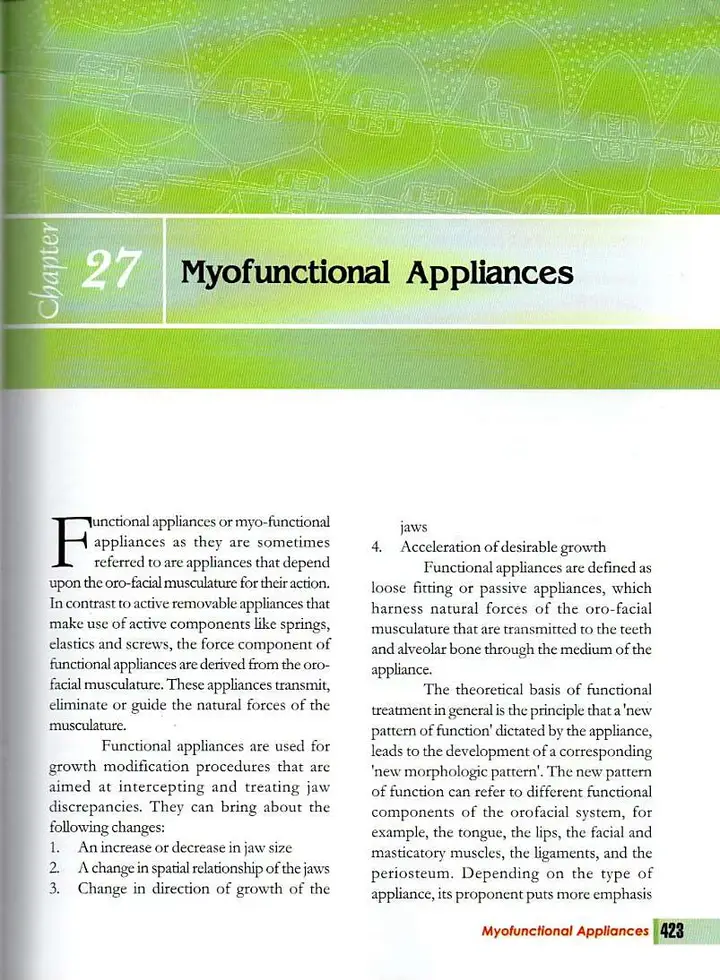 Chapter
27
Myofunctional Appliances
Functional appliances or myo-functional
appliances as they are sometimes
referred to are appliances that depend
upon the oro-facial musculature for their action.
In contrast to active removable appliances that
make use of active components like springs,
elastics and screws, the force component of
functional appliances are derived from the oro-
facial musculature. These appliances transmit,
eliminate or guide the natural forces of the
musculature.
Functional appliances are used for
growth modification procedures that are
aimed at intercepting and treating jaw
discrepancies. They can bring about the
following changes:
1. An increase or decrease in jaw size
2. A change in spatial relationship of the jaws
3. Change in direction of growth of the
jaws
4. Acceleration of desirable growth
Functional appliances are defined as
loose fitting or passive appliances, which
harness natural forces of the oro-facial
musculature that are transmitted to the teeth
and alveolar bone through the medium of the
appliance.
The theoretical basis of functional
treatment in general is the principle that a 'new
pattern of function' dictated by the appliance,
leads to the development of a corresponding
'new morphologic pattern'. The new pattern
of function can refer to different functional
components of the orofacial system, for
example, the tongue, the lips, the facial and
masticatory muscles, the ligaments, and the
periosteum. Depending on the type of
appliance, its proponent puts more emphasis
Myofunctional Appliances 423